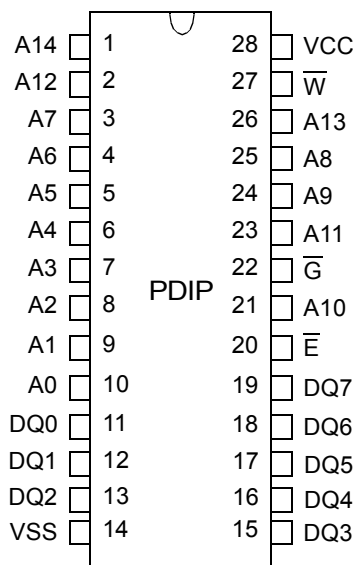 A14 1 28 VCC
A12 2 27 W̅
A7 3 26 A13
A6 4 25 A8
A5 5 24 A9
A4 6 23 A11
A3 7 22 G̅
PDIP
A2 8 21 A10
A1 9 20 E̅
A0 10 19 DQ7
DQ0 11 18 DQ6
DQ1 12 17 DQ5
DQ2 13 16 DQ4
VSS 14 15 DQ3